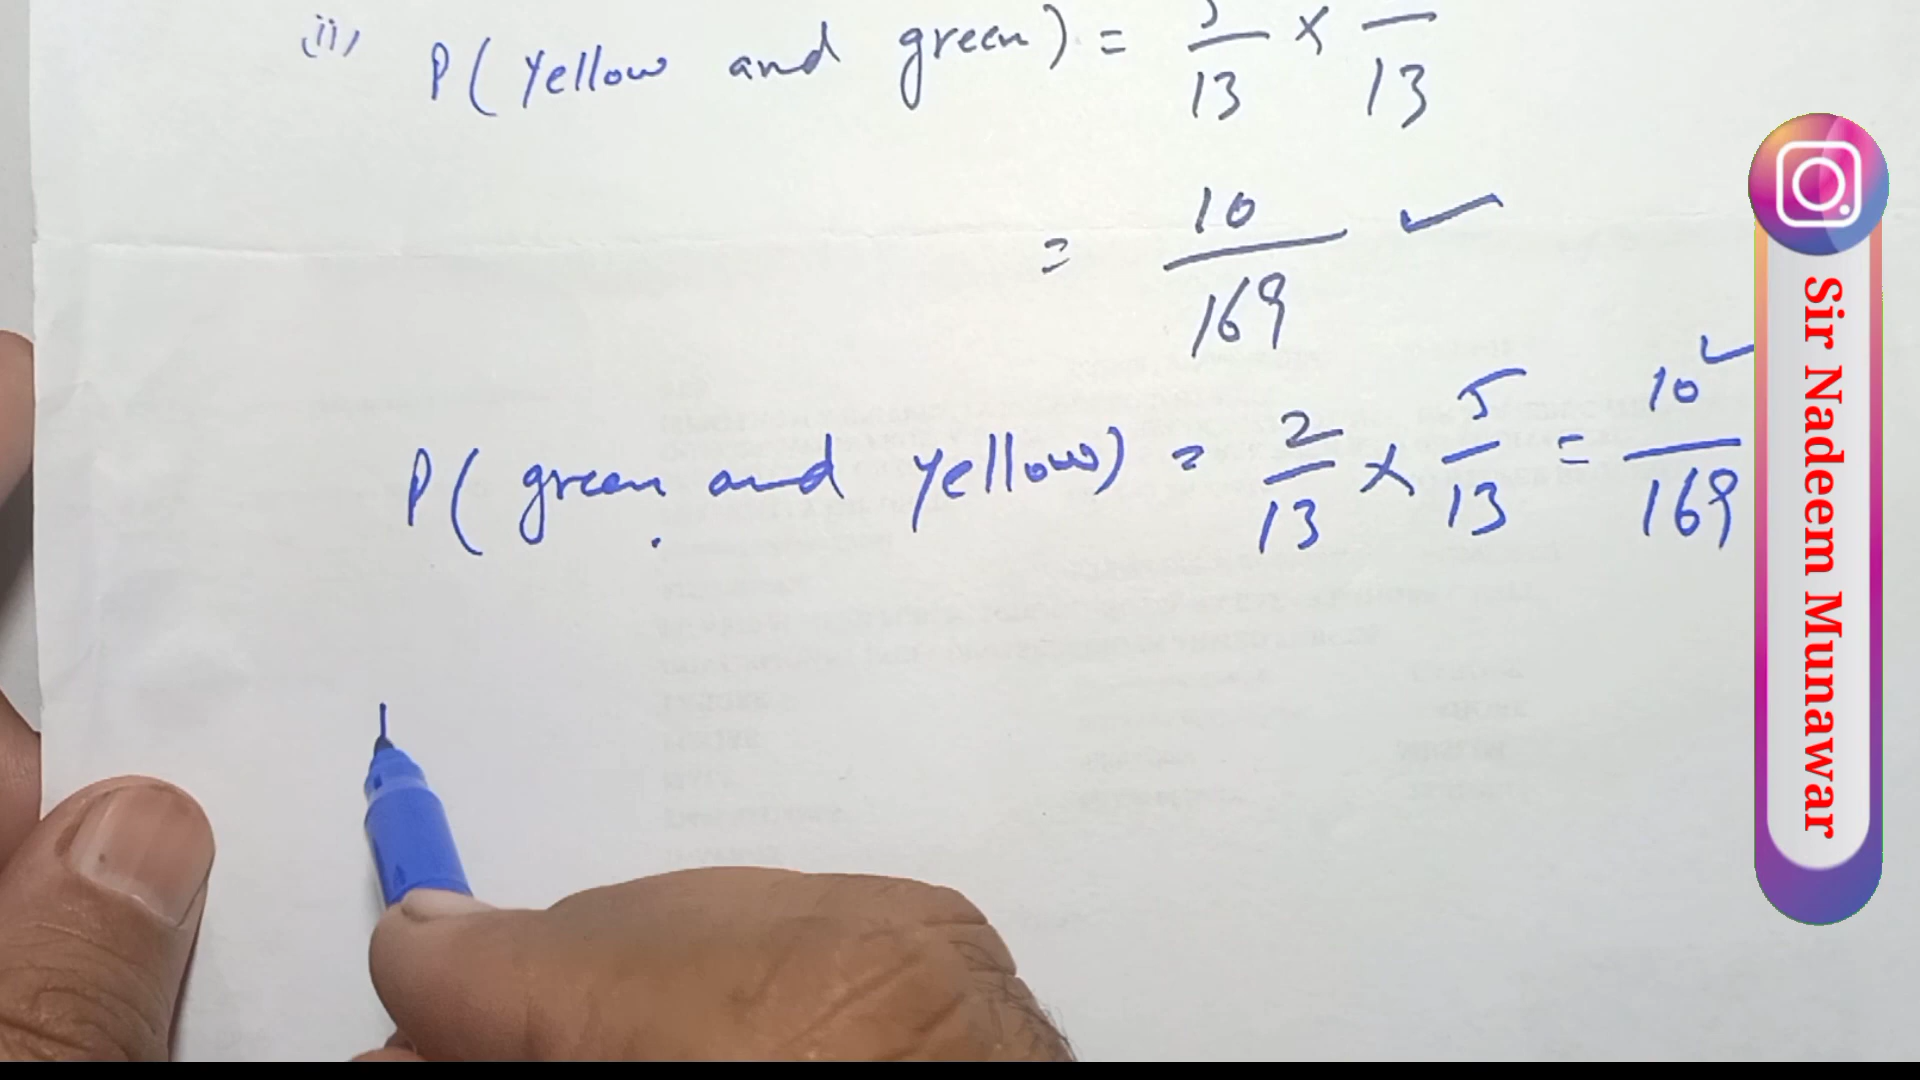 (ii) P(yellow and green) = 5/13 × /13
= 10/169 ✓
P(green and yellow) = 2/13 × 5/13 = 10/169 ✓
Sir Nadeem Munawar